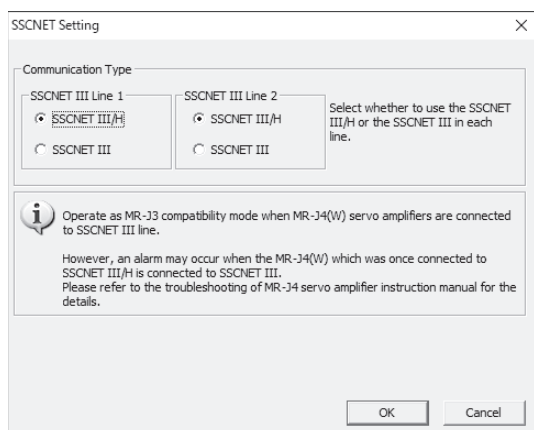 SSCNET Setting
Communication Type
SSCNET III Line 1
SSCNET III/H
SSCNET III
SSCNET III Line 2
SSCNET III/H
SSCNET III
Select whether to use the SSCNET
III/H or the SSCNET III in each
line.
Operate as MR-J3 compatibility mode when MR-J4(W) servo amplifiers are connected
to SSCNET III line.
However, an alarm may occur when the MR-J4(W) which was once connected to
SSCNET III/H is connected to SSCNET III.
Please refer to the troubleshooting of MR-J4 servo amplifier instruction manual for the
details.
OK
Cancel